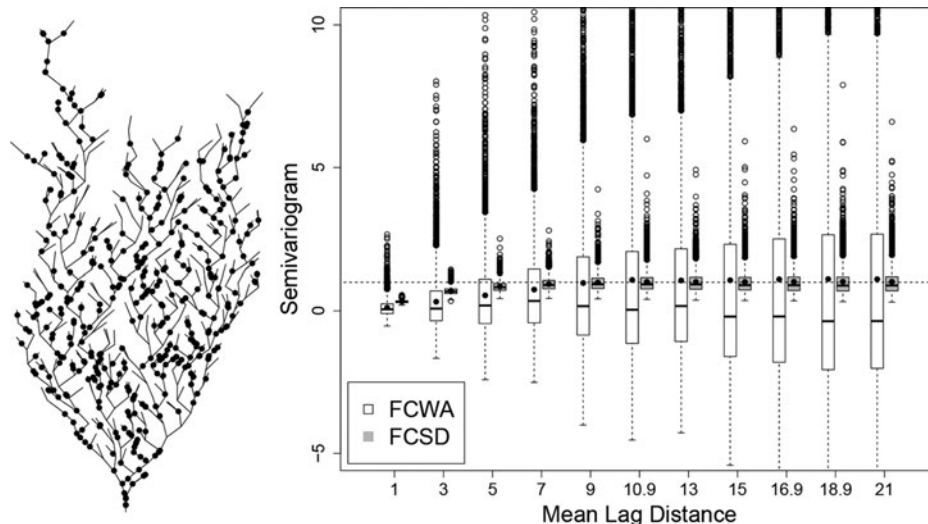 10
5
0
-5
Semivariogram
FCWA
FCSD
1 3 5 7 9 10.9 13 15 16.9 18.9 21
Mean Lag Distance